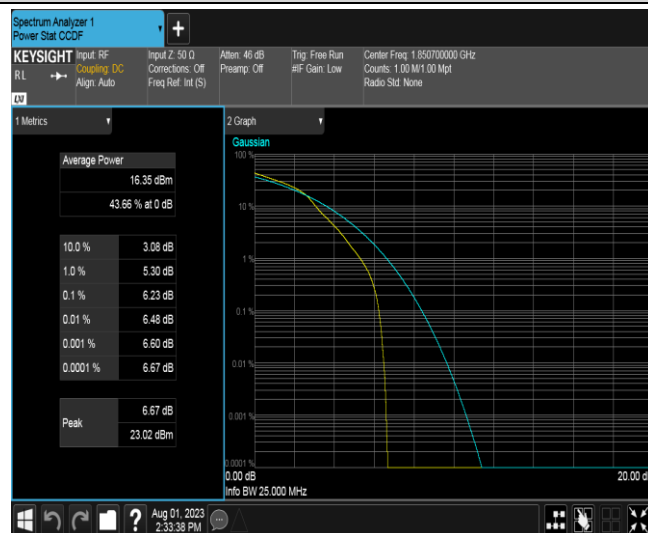 Spectrum Analyzer 1
Power Stat CCDF
KEYSIGHT
RL
LXI
Input: RF
Coupling: DC
Align: Auto
Input Z: 50 Ω
Corrections: Off
Freq Ref: Int (S)
Atten: 46 dB
Preamp: Off
Trig: Free Run
#IF Gain: Low
Center Freq: 1.850700000 GHz
Counts: 1.00 M/1.00 Mpt
Radio Std: None
1 Metrics
Average Power
16.35 dBm
43.66 % at 0 dB
10.0 % 3.08 dB
1.0 % 5.30 dB
0.1 % 6.23 dB
0.01 % 6.48 dB
0.001 % 6.60 dB
0.0001 % 6.67 dB
Peak
6.67 dB
23.02 dBm
2 Graph
Gaussian
100 %
10 %
1 %
0.1 %
0.01 %
0.001 %
0.0001 %
0.00 dB
20.00 d
Info BW 25.000 MHz
?
Aug 01, 2023
2:33:38 PM